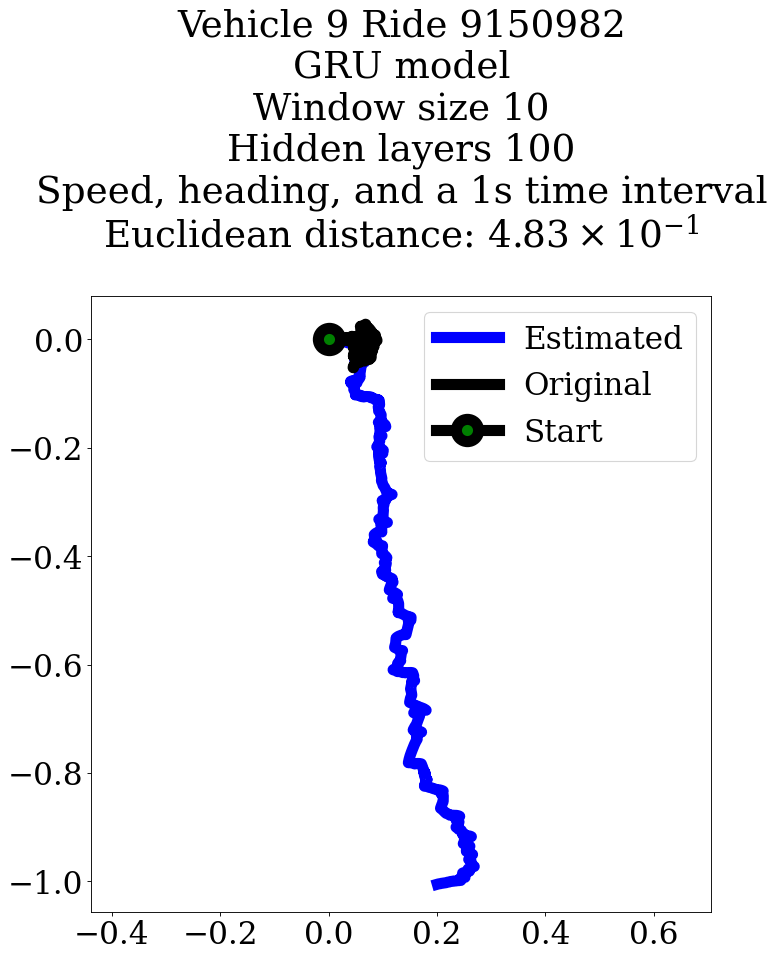 Vehicle 9 Ride 9150982
GRU model
Window size 10
Hidden layers 100
Speed, heading, and a 1s time interval
Euclidean distance: 4.83 × 10⁻¹
Estimated
Original
Start
0.0
−0.2
−0.4
−0.6
−0.8
−1.0
−0.4 −0.2 0.0 0.2 0.4 0.6